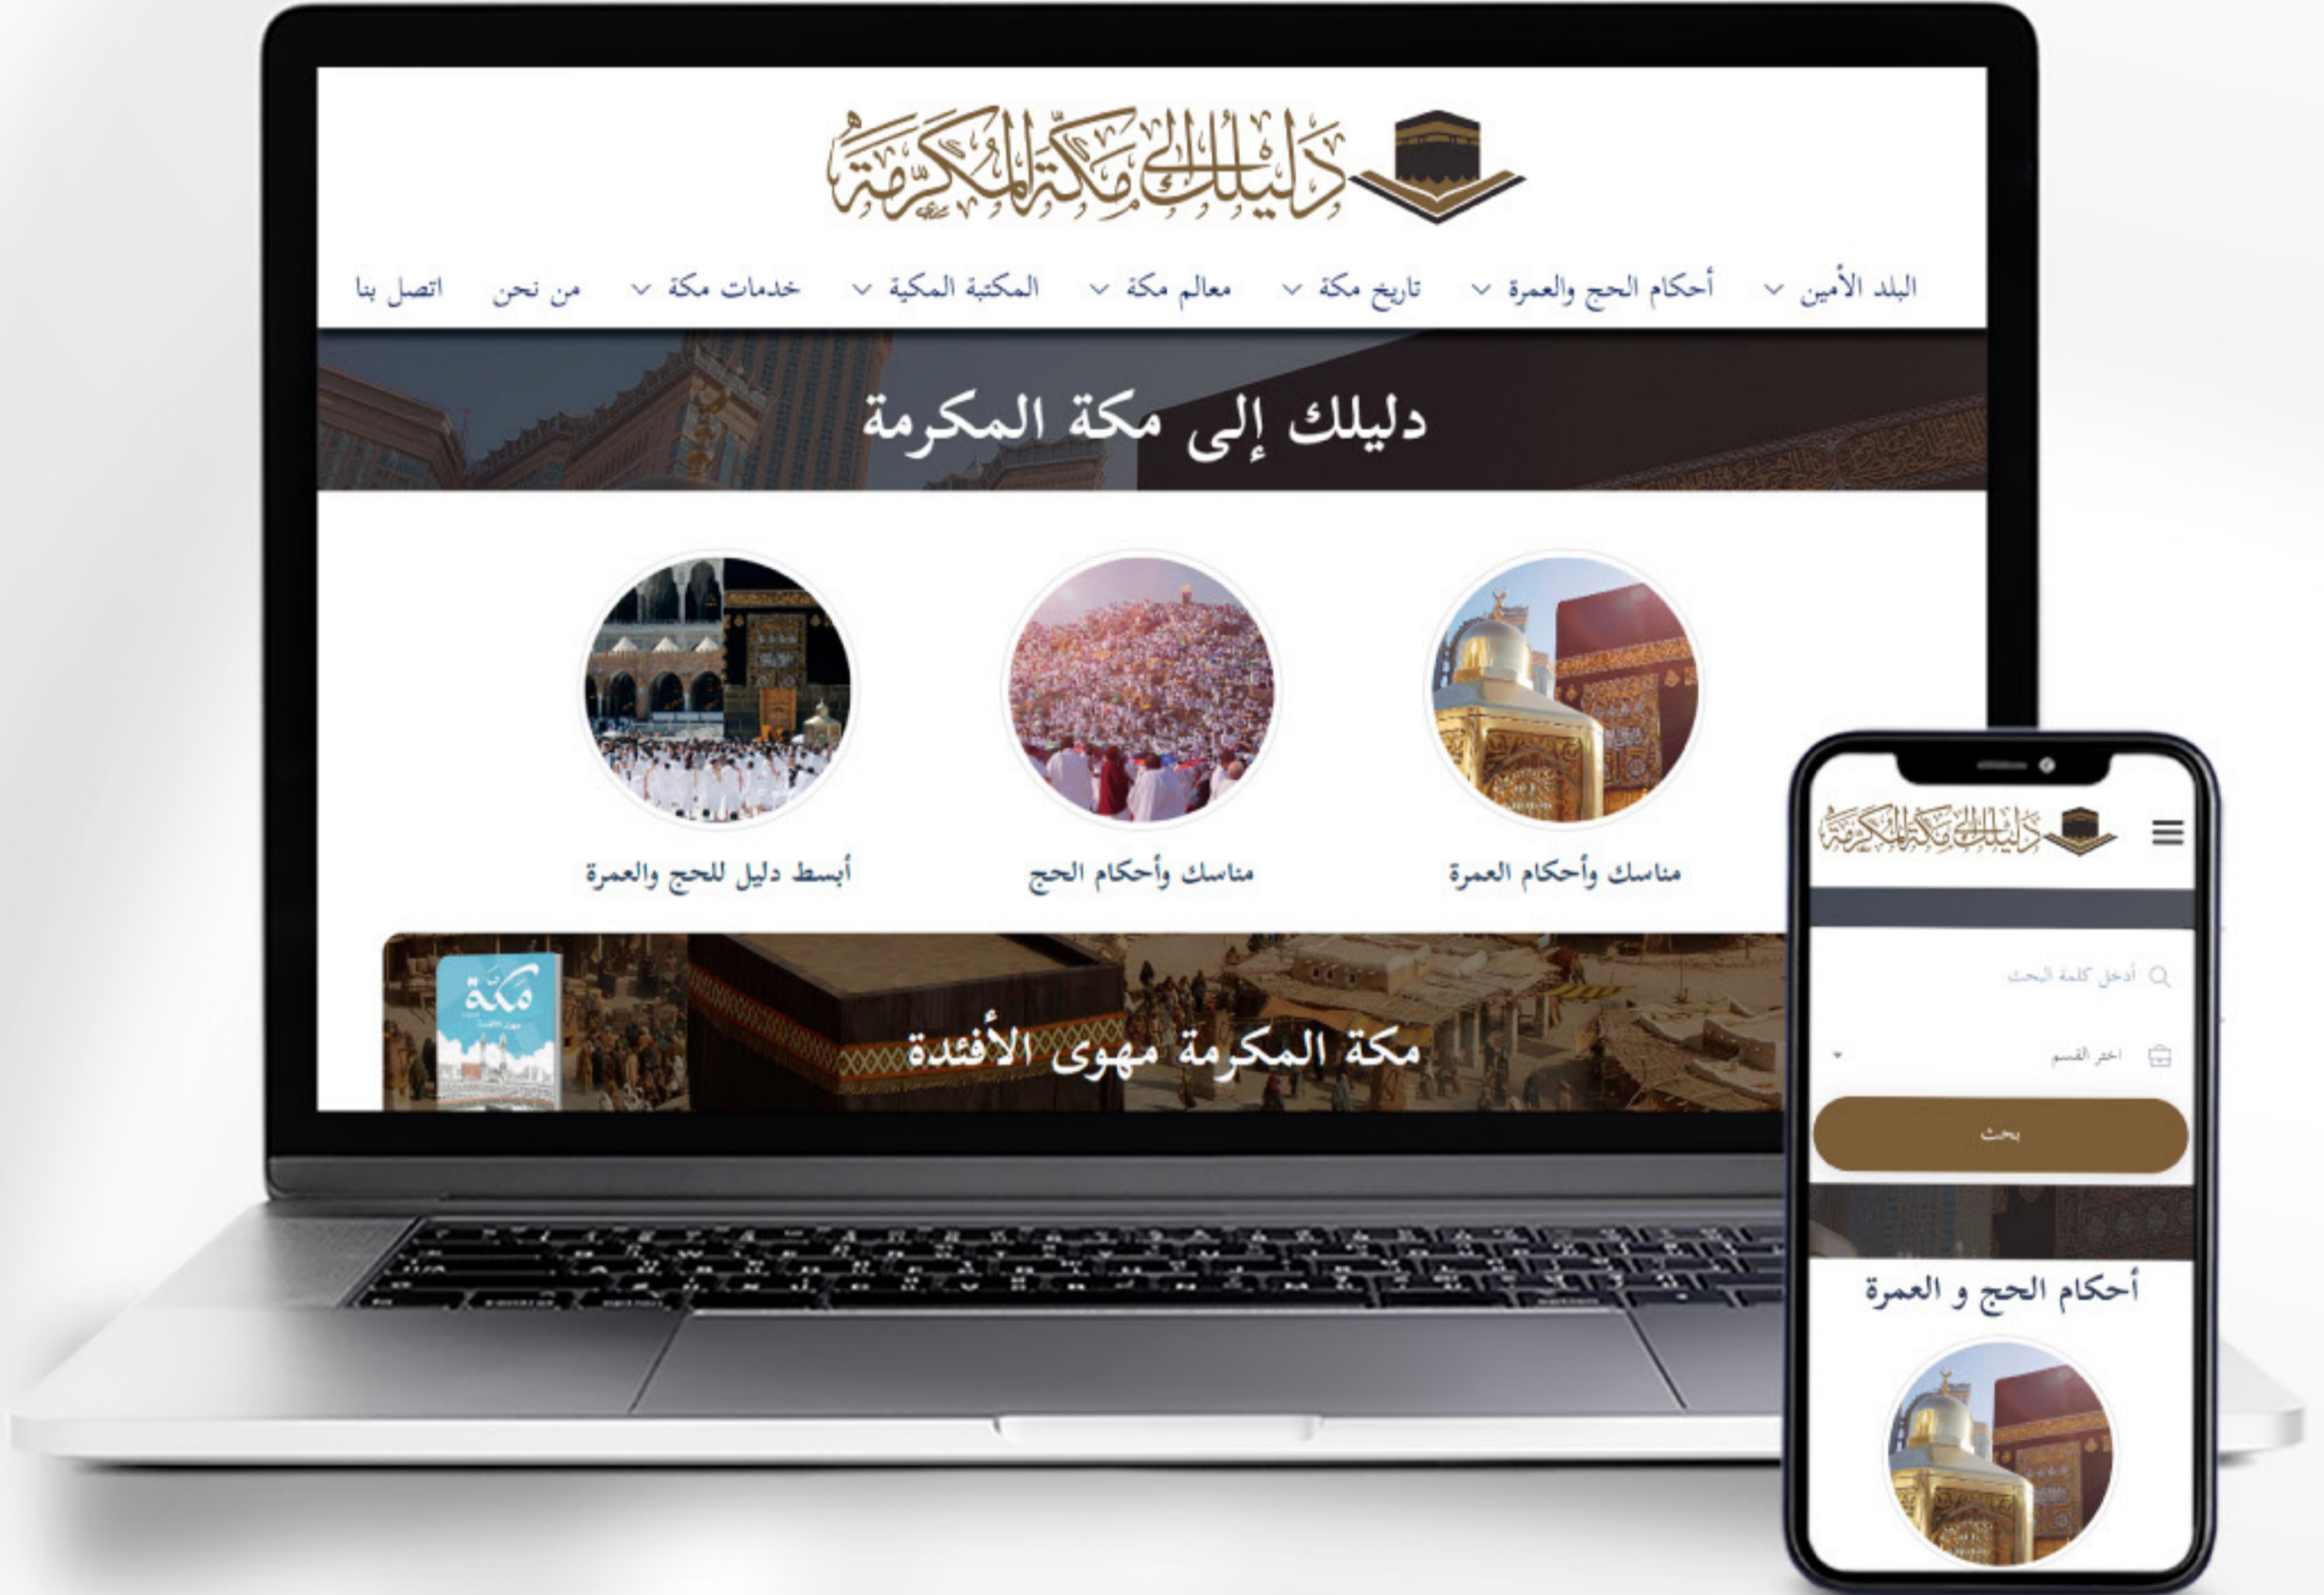 دليلك إلى مكة المكرمة
البلد الأمين أحكام الحج والعمرة تاريخ مكة معالم مكة المكتبة المكية خدمات مكة من نحن اتصل بنا
دليلك إلى مكة المكرمة
مناسك وأحكام العمرة مناسك وأحكام الحج أبسط دليل للحج والعمرة
مكة المكرمة مهوى الأفئدة
مكة
مهوى الأفئدة
دليلك إلى مكة المكرمة
أدخل كلمة البحث
اختر القسم
بحث
أحكام الحج و العمرة